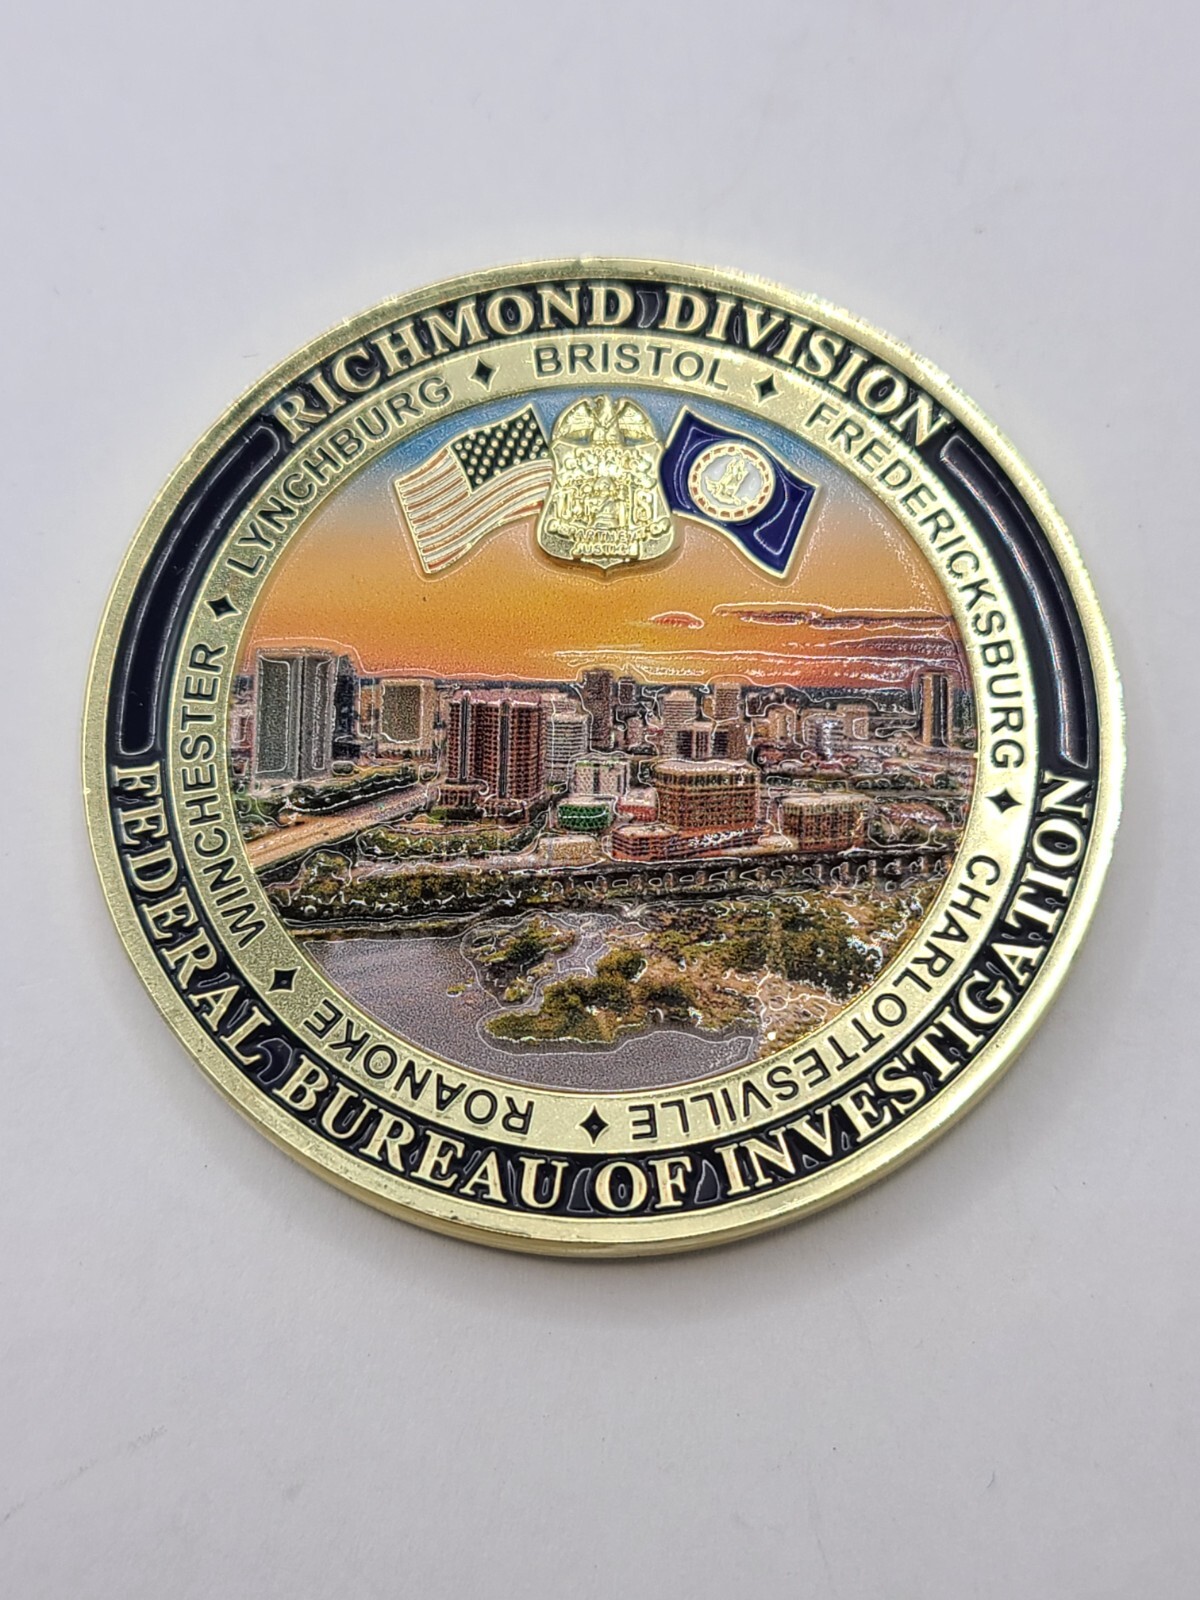 RICHMOND DIVISION
LYNCHBURG ♦ BRISTOL ♦ FREDERICKSBURG ♦ CHARLOTTESVILLE ♦ ROANOKE ♦ WINCHESTER ♦
FEDERAL BUREAU OF INVESTIGATION